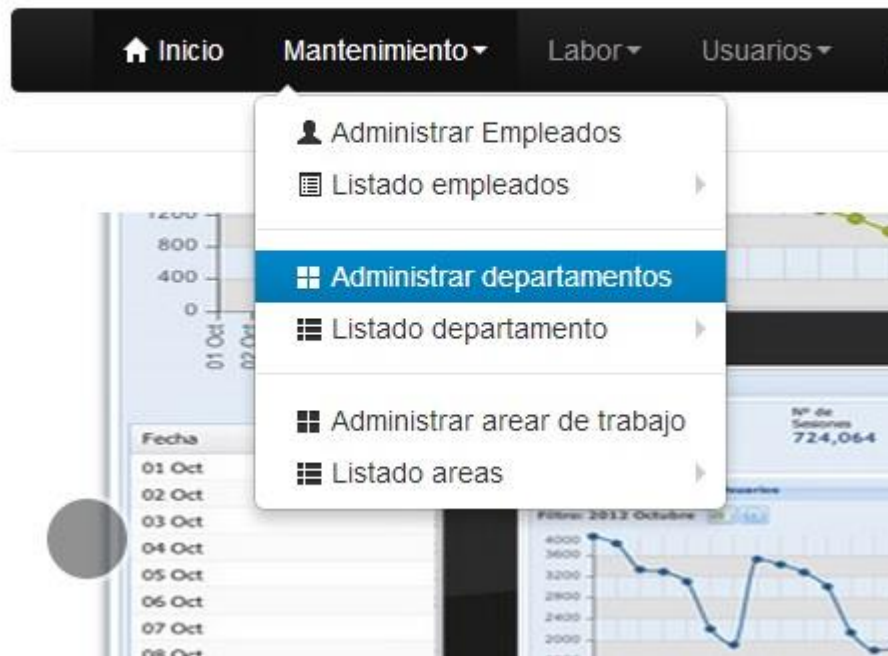 Inicio Mantenimiento Labor Usuarios
Administrar Empleados
Listado empleados
Administrar departamentos
Listado departamento
Administrar arear de trabajo
Listado areas
1200
800
400
0
01 Oct
02 Oct
Nº de
Sesiones
724,064
Fecha
01 Oct
02 Oct
03 Oct
04 Oct
05 Oct
06 Oct
07 Oct
08 Oct
Filtro: 2012 Octubre
4000
3600
3200
2800
2400
2000